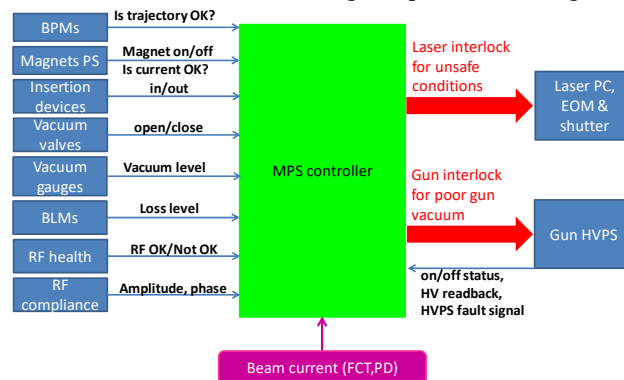 BPMs
Is trajectory OK?
Magnets PS
Magnet on/off
Is current OK?
Insertion
devices
in/out
Vacuum
valves
open/close
Vacuum
gauges
Vacuum level
BLMs
Loss level
RF health
RF OK/Not OK
RF
compliance
Amplitude, phase
MPS controller
Laser interlock
for unsafe
conditions
Laser PC,
EOM &
shutter
Gun interlock
for poor gun
vacuum
Gun HVPS
on/off status,
HV readback,
HVPS fault signal
Beam current (FCT,PD)